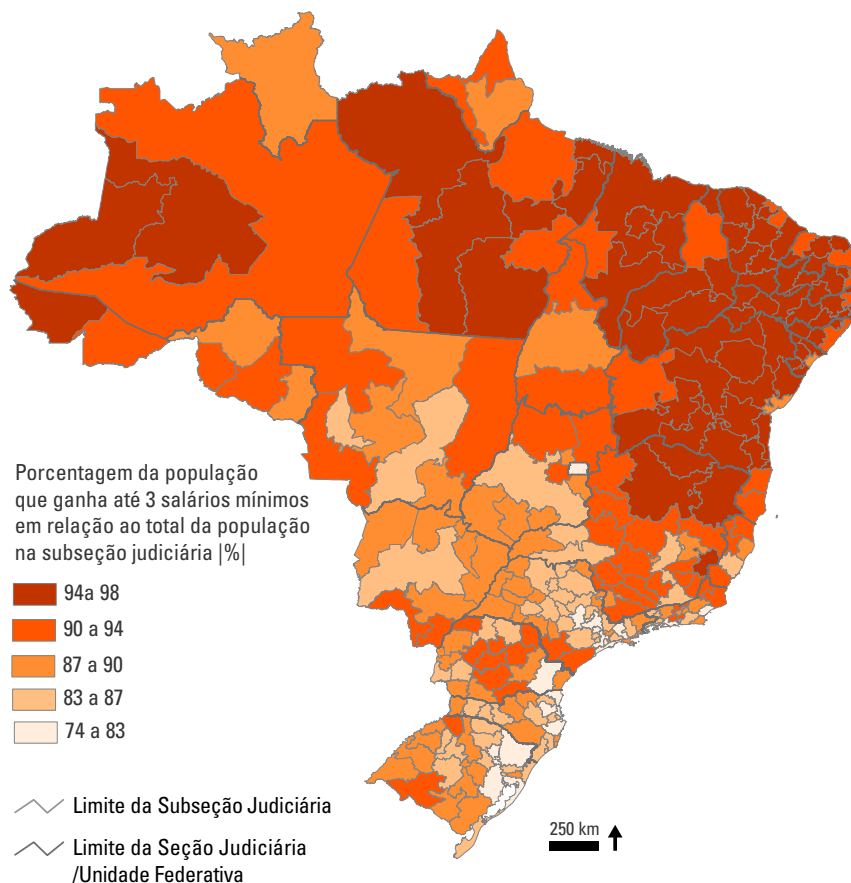 Porcentagem da população
que ganha até 3 salários mínimos
em relação ao total da população
na subseção judiciária |%|
94a 98
90 a 94
87 a 90
83 a 87
74 a 83
Limite da Subseção Judiciária
Limite da Seção Judiciária
/Unidade Federativa
250 km